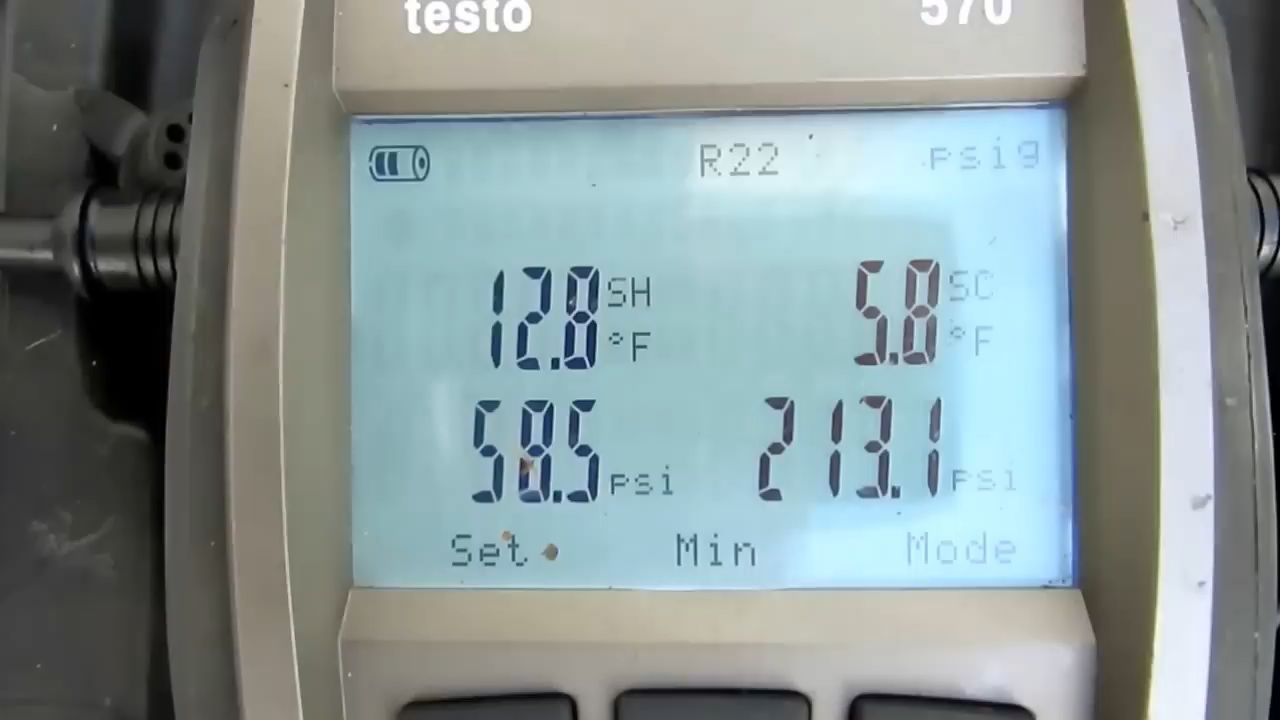 testo 570
R22 psig
12.8 SH °F 5.8 SC °F
58.5 psi 213.1 psi
Set Min Mode